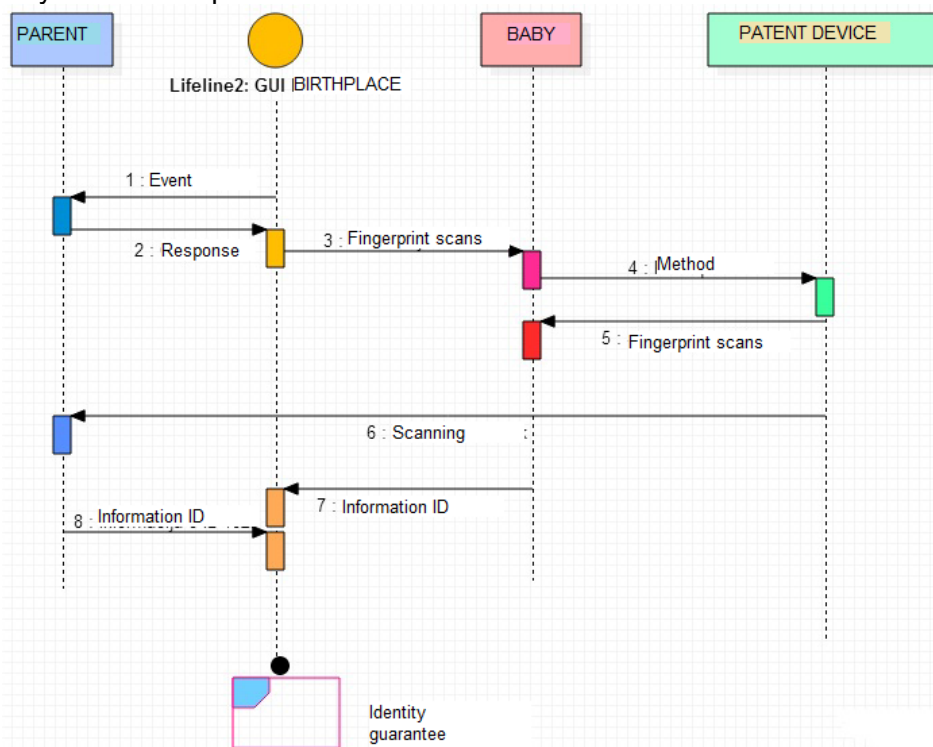 PARENT
BABY
PATENT DEVICE
Lifeline2: GUI BIRTHPLACE
1 : Event
2 : Response
3 : Fingerprint scans
4 : Method
5 : Fingerprint scans
6 : Scanning :
7 : Information ID
8 : Information ID
Identity
guarantee